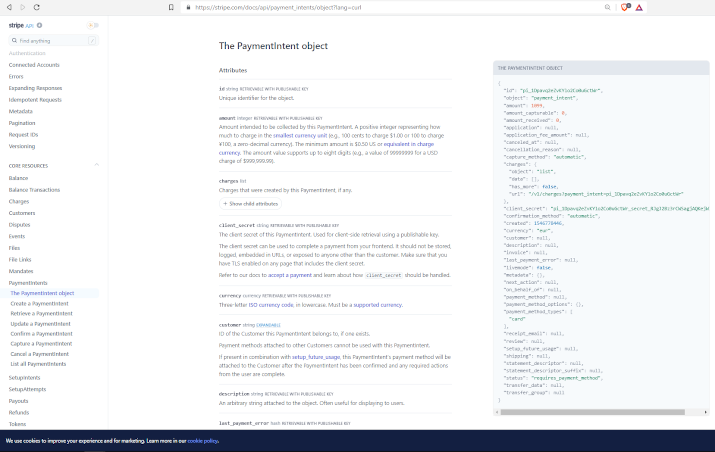 https://stripe.com/docs/api/payment_intents/object?lang=curl
stripe API
Find anything
/
Authentication
Connected Accounts
Errors
Expanding Responses
Idempotent Requests
Metadata
Pagination
Request IDs
Versioning
CORE RESOURCES
Balance
Balance Transactions
Charges
Customers
Disputes
Events
Files
File Links
Mandates
PaymentIntents
The PaymentIntent object
Create a PaymentIntent
Retrieve a PaymentIntent
Update a PaymentIntent
Confirm a PaymentIntent
Capture a PaymentIntent
Cancel a PaymentIntent
List all PaymentIntents
SetupIntents
SetupAttempts
Payouts
Refunds
Tokens
The PaymentIntent object
Attributes
id string RETRIEVABLE WITH PUBLISHABLE KEY
Unique identifier for the object.
amount integer RETRIEVABLE WITH PUBLISHABLE KEY
Amount intended to be collected by this PaymentIntent. A positive integer representing how
much to charge in the smallest currency unit (e.g., 100 cents to charge $1.00 or 100 to charge
¥100, a zero-decimal currency). The minimum amount is $0.50 US or equivalent in charge
currency. The amount value supports up to eight digits (e.g., a value of 99999999 for a USD
charge of $999,999.99).
charges list
Charges that were created by this PaymentIntent, if any.
+ Show child attributes
client_secret string RETRIEVABLE WITH PUBLISHABLE KEY
The client secret of this PaymentIntent. Used for client-side retrieval using a publishable key.
The client secret can be used to complete a payment from your frontend. It should not be stored,
logged, embedded in URLs, or exposed to anyone other than the customer. Make sure that you
have TLS enabled on any page that includes the client secret.
Refer to our docs to accept a payment and learn about how client_secret should be handled.
currency currency RETRIEVABLE WITH PUBLISHABLE KEY
Three-letter ISO currency code, in lowercase. Must be a supported currency.
customer string EXPANDABLE
ID of the Customer this PaymentIntent belongs to, if one exists.
Payment methods attached to other Customers cannot be used with this PaymentIntent.
If present in combination with setup_future_usage, this PaymentIntent's payment method will be
attached to the Customer after the PaymentIntent has been confirmed and any required actions
from the user are complete.
description string RETRIEVABLE WITH PUBLISHABLE KEY
An arbitrary string attached to the object. Often useful for displaying to users.
last_payment_error hash RETRIEVABLE WITH PUBLISHABLE KEY
THE PAYMENTINTENT OBJECT
{
"id":
"object": "payment_intent",
"amount": 1099,
"amount_capturable": 0,
"amount_received": 0,
"application": null,
"application_fee_amount": null,
"canceled_at": null,
"cancellation_reason": null,
"capture_method": "automatic",
"charges": {
"object": "list",
"data": [],
"has_more": false,
"url":
},
"client_secret":
"confirmation_method": "automatic",
"created":
"currency": "eur",
"customer": null,
"description": null,
"invoice": null,
"last_payment_error": null,
"livemode": false,
"metadata": {},
"next_action": null,
"on_behalf_of": null,
"payment_method": null,
"payment_method_options": {},
"payment_method_types": [
"card"
],
"receipt_email": null,
"review": null,
"setup_future_usage": null,
"shipping": null,
"statement_descriptor": null,
"statement_descriptor_suffix": null,
"status": "requires_payment_method",
"transfer_data": null,
"transfer_group": null
}
We use cookies to improve your experience and for marketing. Learn more in our cookie policy.